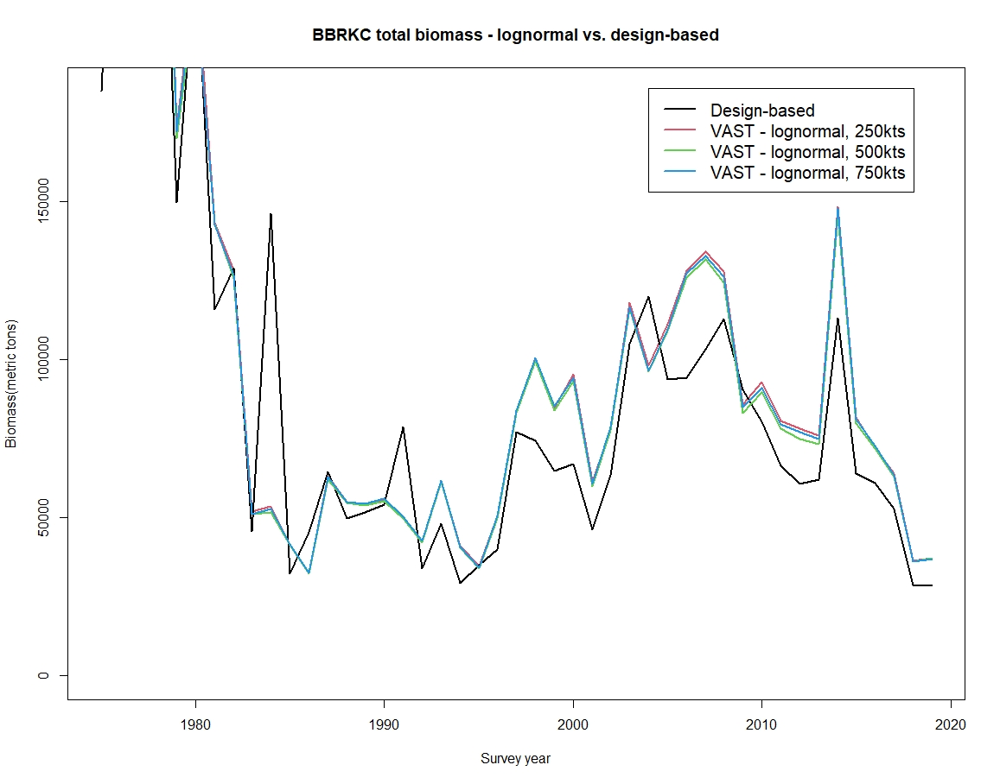 BBRKC total biomass - lognormal vs. design-based
Design-based
VAST - lognormal, 250kts
VAST - lognormal, 500kts
VAST - lognormal, 750kts
150000
100000
50000
0
Biomass(metric tons)
1980
1990
2000
2010
2020
Survey year